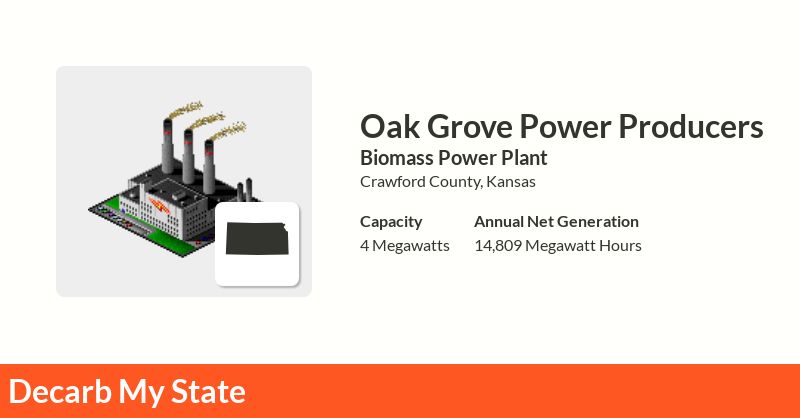 Oak Grove Power Producers
Biomass Power Plant
Crawford County, Kansas
Capacity Annual Net Generation
4 Megawatts 14,809 Megawatt Hours
Decarb My State